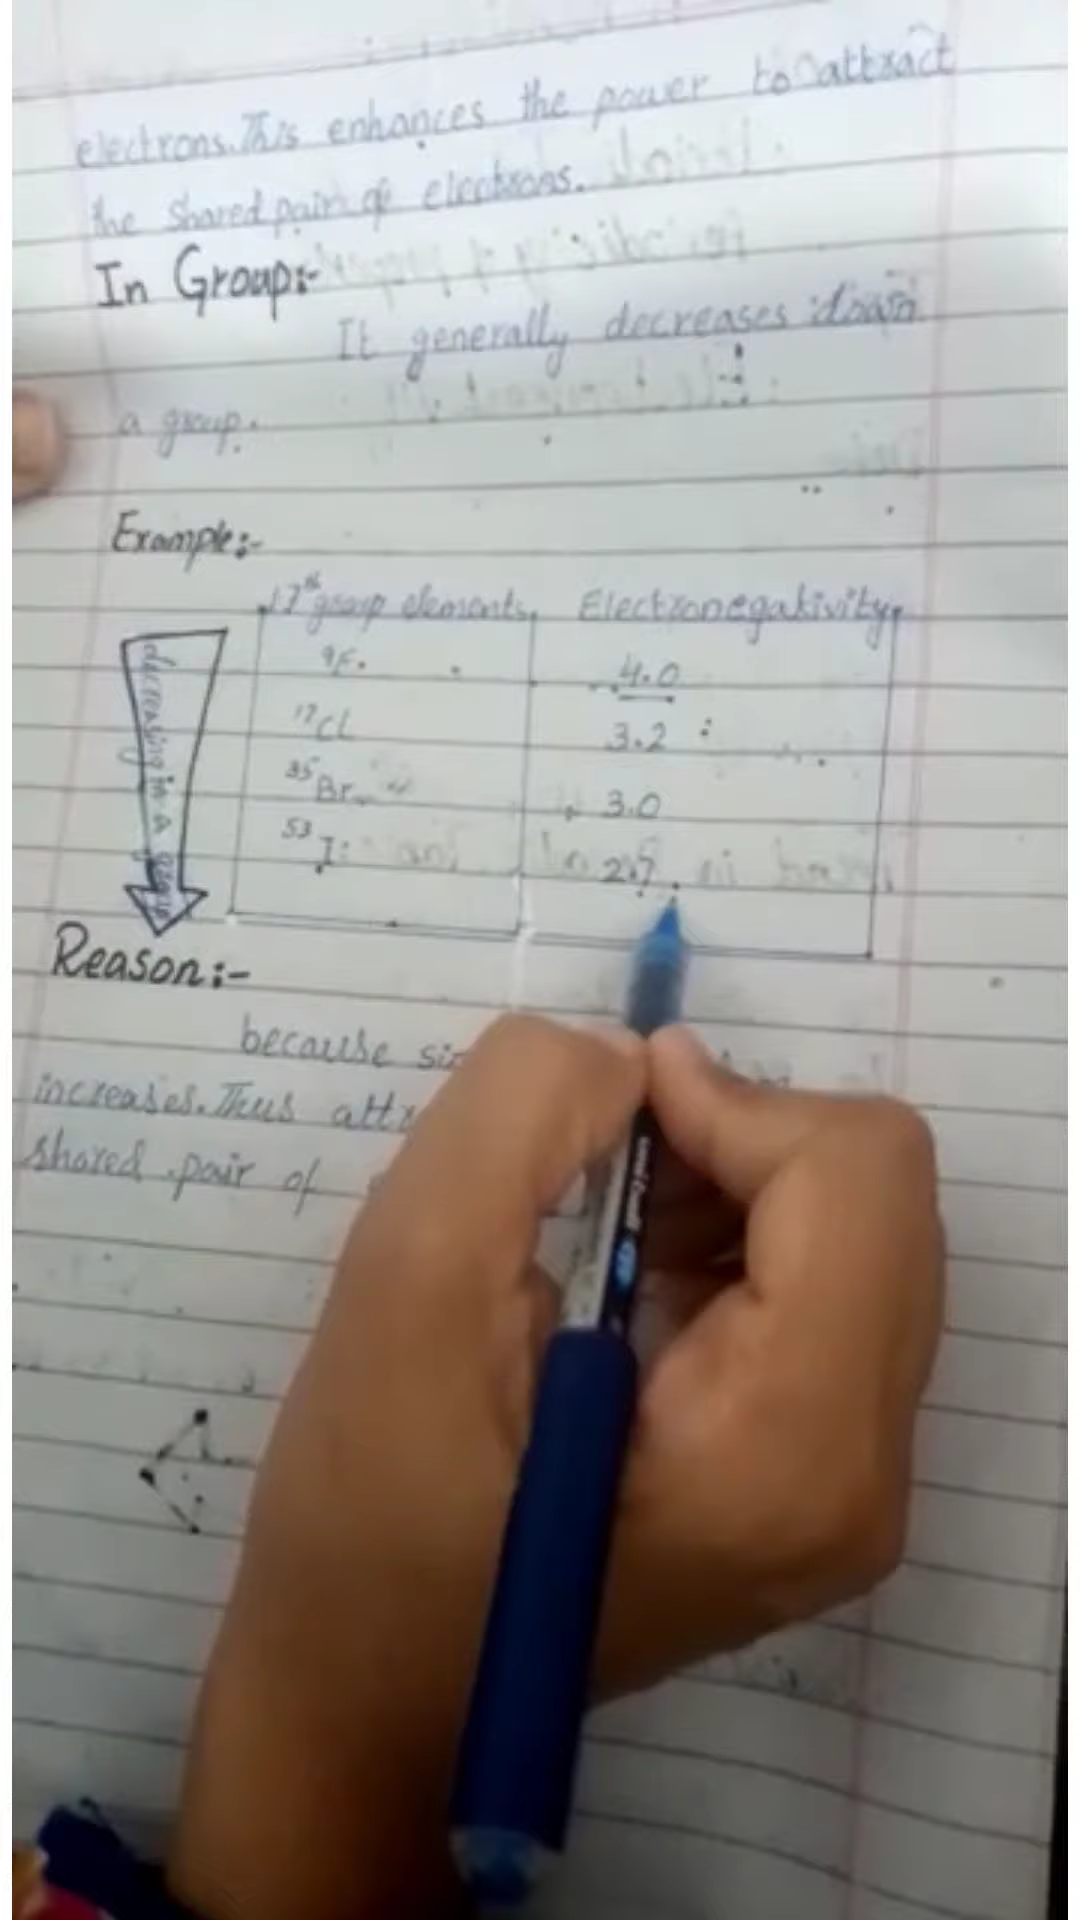 electrons.This enhances the power to attract
the shared pair of electrons.
In Group:-
It generally decreases down
a group.
Example:-
17th group elements Electronegativity
9F 4.0
17Cl 3.2
35Br 3.0
53I 2.7
decreasing in A group
Reason:-
because
increases.Thus
shared pair of